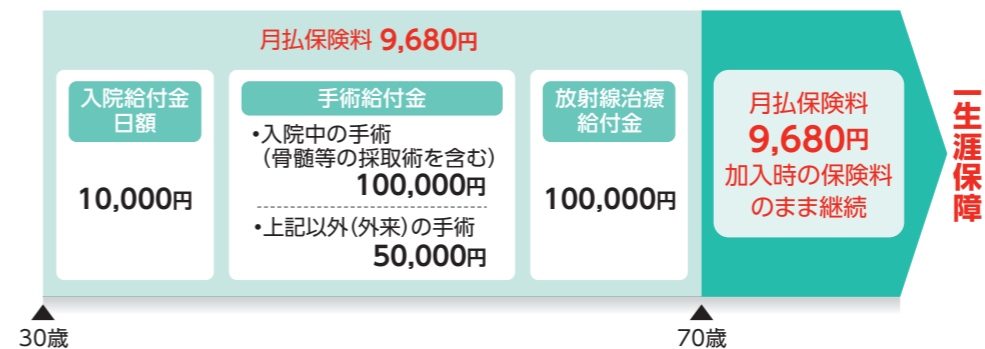 月払保険料 9,680円
入院給付金
日額
10,000円
手術給付金
•入院中の手術
（骨髄等の採取術を含む）
100,000円
•上記以外（外来）の手術
50,000円
放射線治療
給付金
100,000円
月払保険料
9,680円
加入時の保険料
のまま継続
一生涯保障
30歳
70歳